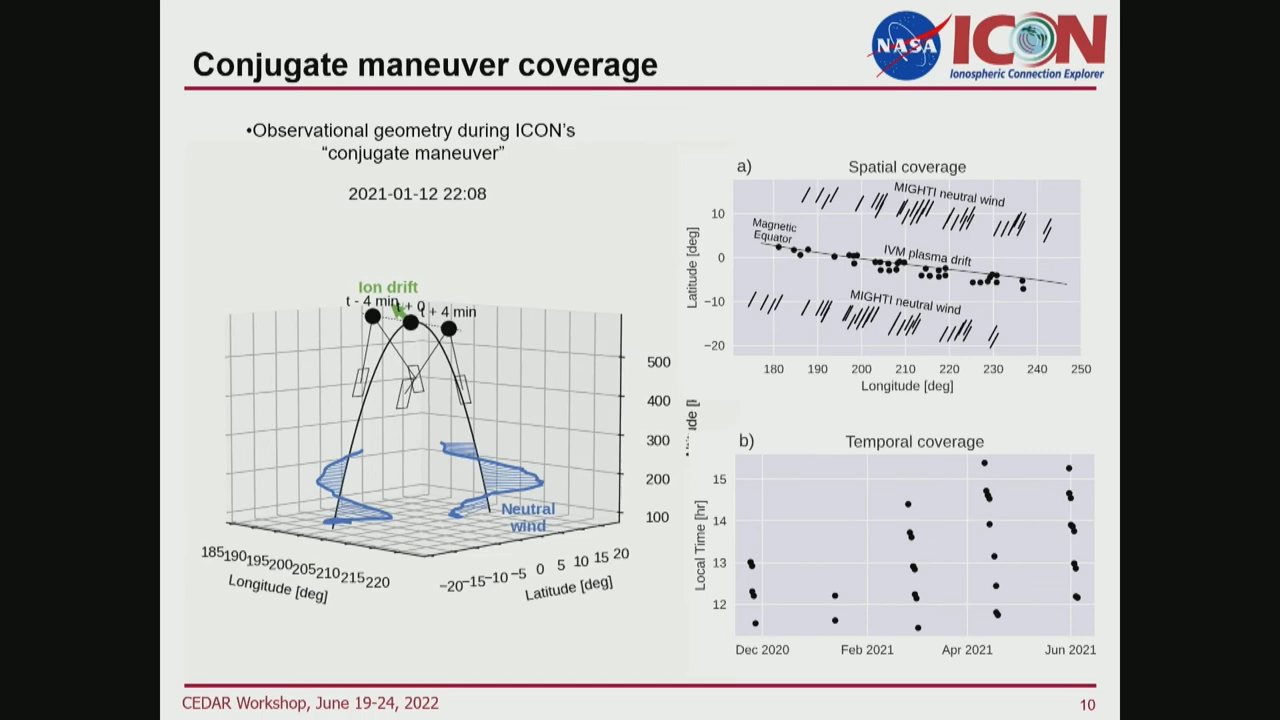 Conjugate maneuver coverage
NASA
ICON
Ionospheric Connection Explorer
•Observational geometry during ICON's
"conjugate maneuver"
2021-01-12 22:08
Ion drift
t - 4 min
t + 0
t + 4 min
500
400
300
200
100
Neutral
wind
185 190 195 200 205 210 215 220
Longitude [deg]
−20 −15 −10 −5 0 5 10 15 20
Latitude [deg]
a)
Spatial coverage
MIGHTI neutral wind
Magnetic
Equator
IVM plasma drift
MIGHTI neutral wind
10
0
−10
−20
Latitude [deg]
180 190 200 210 220 230 240 250
Longitude [deg]
b)
Temporal coverage
15
14
13
12
Local Time [hr]
Dec 2020 Feb 2021 Apr 2021 Jun 2021
CEDAR Workshop, June 19-24, 2022
10